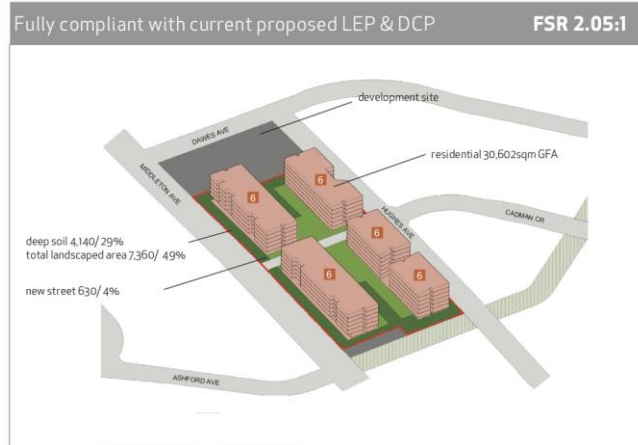 Fully compliant with current proposed LEP & DCP FSR 2.05:1
development site
DAWES AVE
residential 30,602sqm GFA
MIDDLETON AVE
6
6
HUGHES AVE
CADMAN CR
6
deep soil 4,140/ 29%
total landscaped area 7,360/ 49%
6
6
new street 630/ 4%
ASHFORD AVE